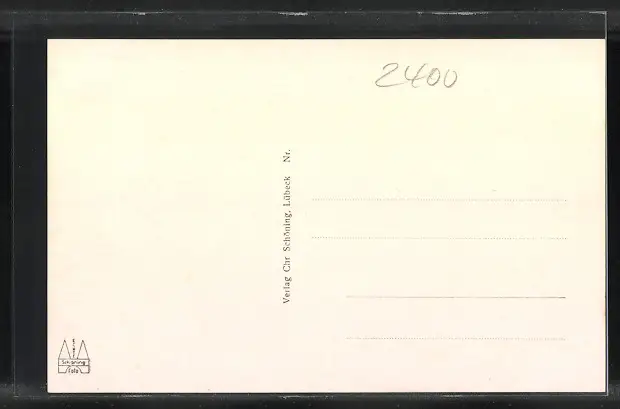 2400
Verlag Chr Schöning, Lübeck Nr.
Schöning
Foto